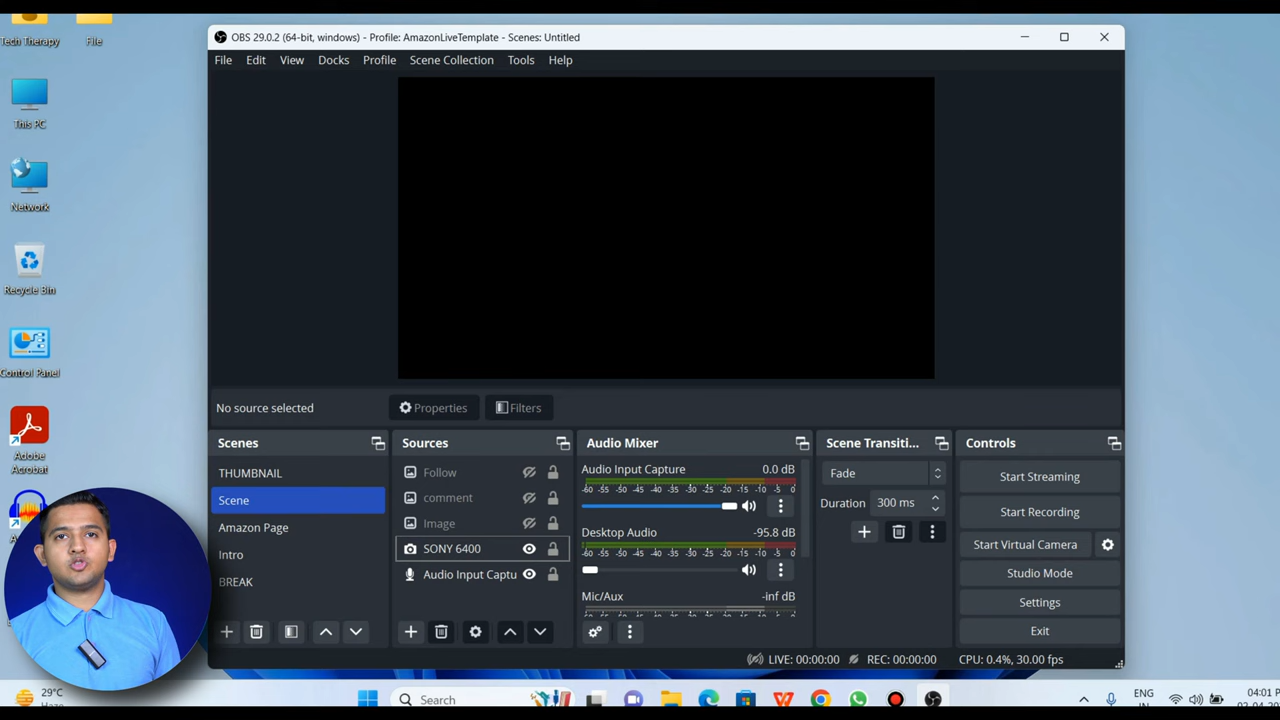 Tech Therapy
File
This PC
Network
Recycle Bin
Control Panel
Adobe
Acrobat
OBS 29.0.2 (64-bit, windows) - Profile: AmazonLiveTemplate - Scenes: Untitled
File Edit View Docks Profile Scene Collection Tools Help
No source selected Properties Filters
Scenes
THUMBNAIL
Scene
Amazon Page
Intro
BREAK
Sources
Follow
comment
Image
SONY 6400
Audio Input Captu
Audio Mixer
Audio Input Capture 0.0 dB
-60 -55 -50 -45 -40 -35 -30 -25 -20 -15 -10 -5 0
Desktop Audio -95.8 dB
-60 -55 -50 -45 -40 -35 -30 -25 -20 -15 -10 -5 0
Mic/Aux -inf dB
Scene Transiti...
Fade
Duration 300 ms
Controls
Start Streaming
Start Recording
Start Virtual Camera
Studio Mode
Settings
Exit
LIVE: 00:00:00 REC: 00:00:00 CPU: 0.4%, 30.00 fps
29°C
Haze
Search
ENG
IN
04:01 P